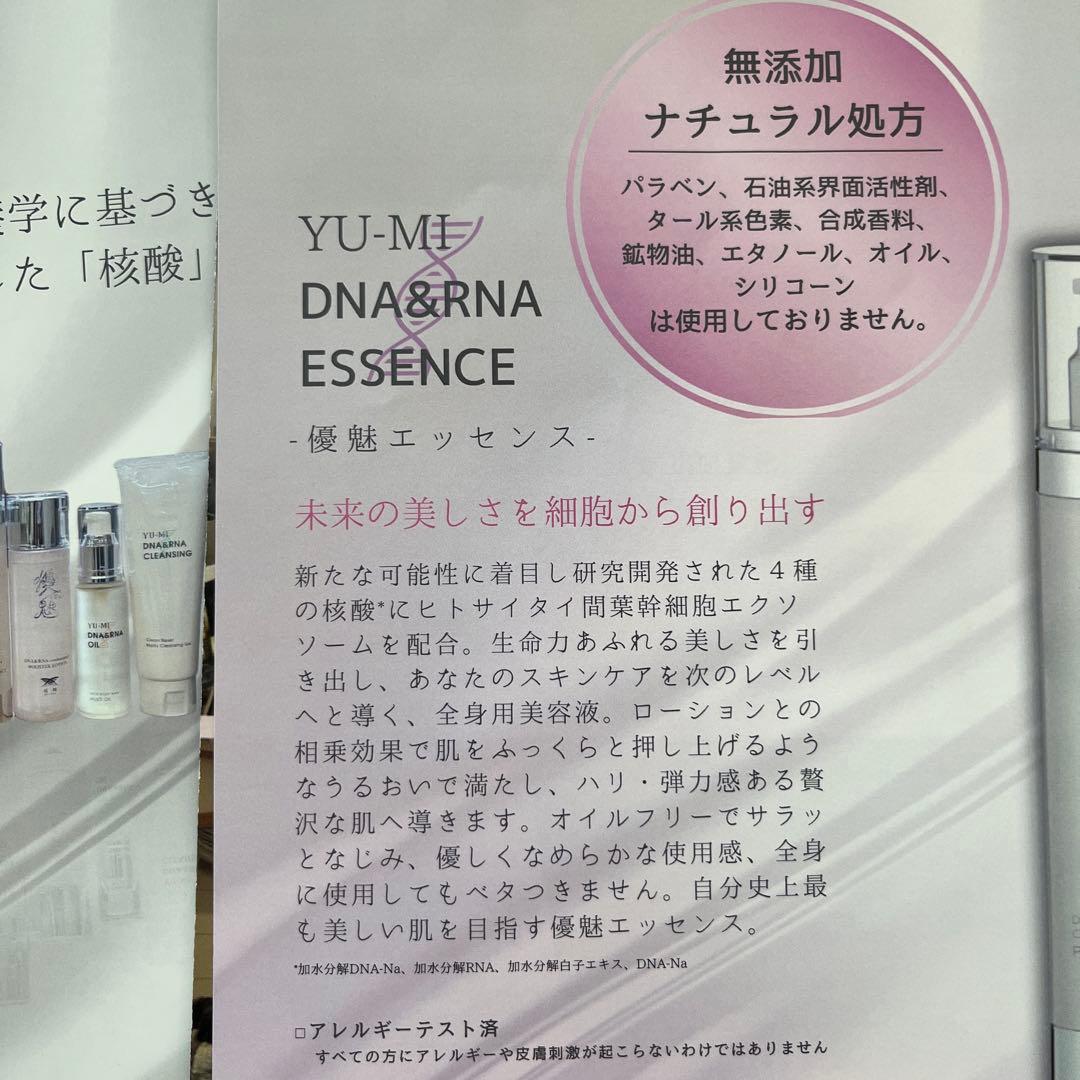 学に基づき
した「核酸」
YU-MI
DNA&RNA
OIL
YU-MI
DNA&RNA
CLEANSING
優魅
無添加
ナチュラル処方
パラベン、石油系界面活性剤、
タール系色素、合成香料、
鉱物油、エタノール、オイル、
シリコーン
は使用しておりません。
YU-MI
DNA&RNA
ESSENCE
-優魅エッセンス-
未来の美しさを細胞から創り出す
新たな可能性に着目し研究開発された4種
の核酸*にヒトサイタイ間葉幹細胞エクソ
ソームを配合。生命力あふれる美しさを引
き出し、あなたのスキンケアを次のレベル
へと導く、全身用美容液。ローションとの
相乗効果で肌をふっくらと押し上げるよう
なうるおいで満たし、ハリ・弾力感ある贅
沢な肌へ導きます。オイルフリーでサラッ
となじみ、優しくなめらかな使用感、全身
に使用してもベタつきません。自分史上最
も美しい肌を目指す優魅エッセンス。
*加水分解DNA-Na、加水分解RNA、加水分解白子エキス、DNA-Na
□アレルギーテスト済
すべての方にアレルギーや皮膚刺激が起こらないわけではありません